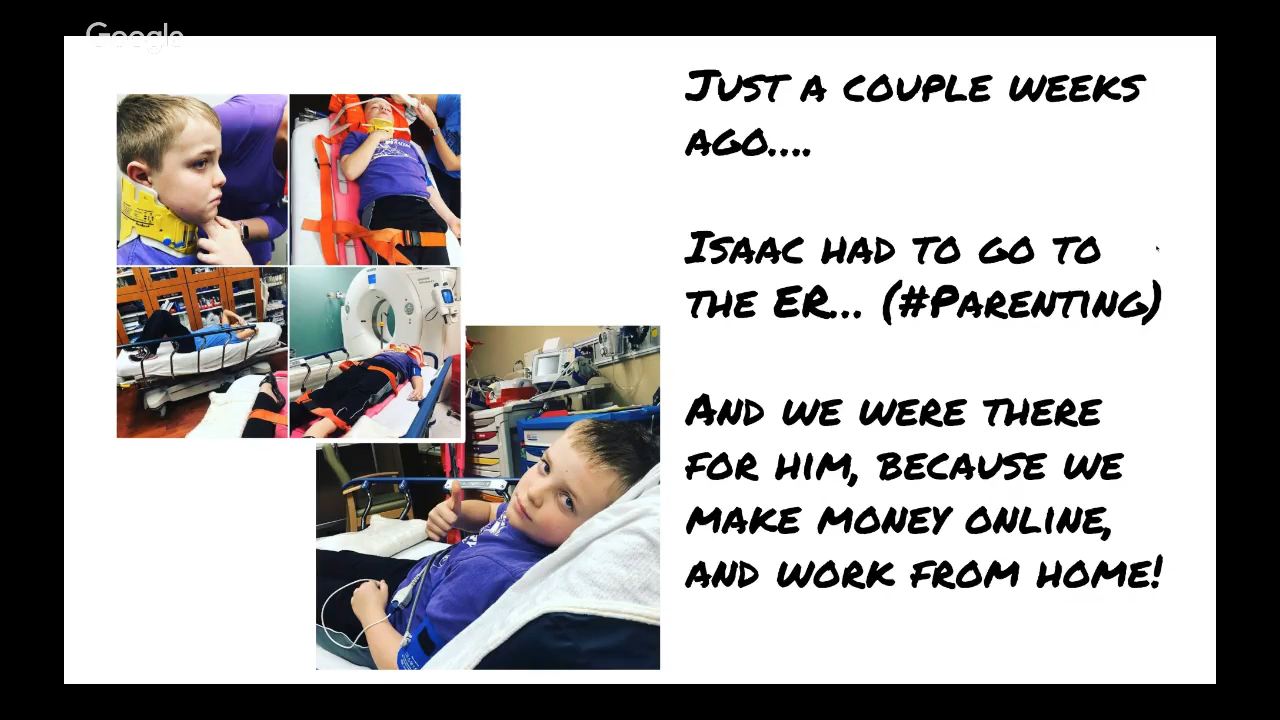 Google
Just a couple weeks
ago....
Isaac had to go to
the ER... (#Parenting)
And we were there
for him, because we
make money online,
and work from home!